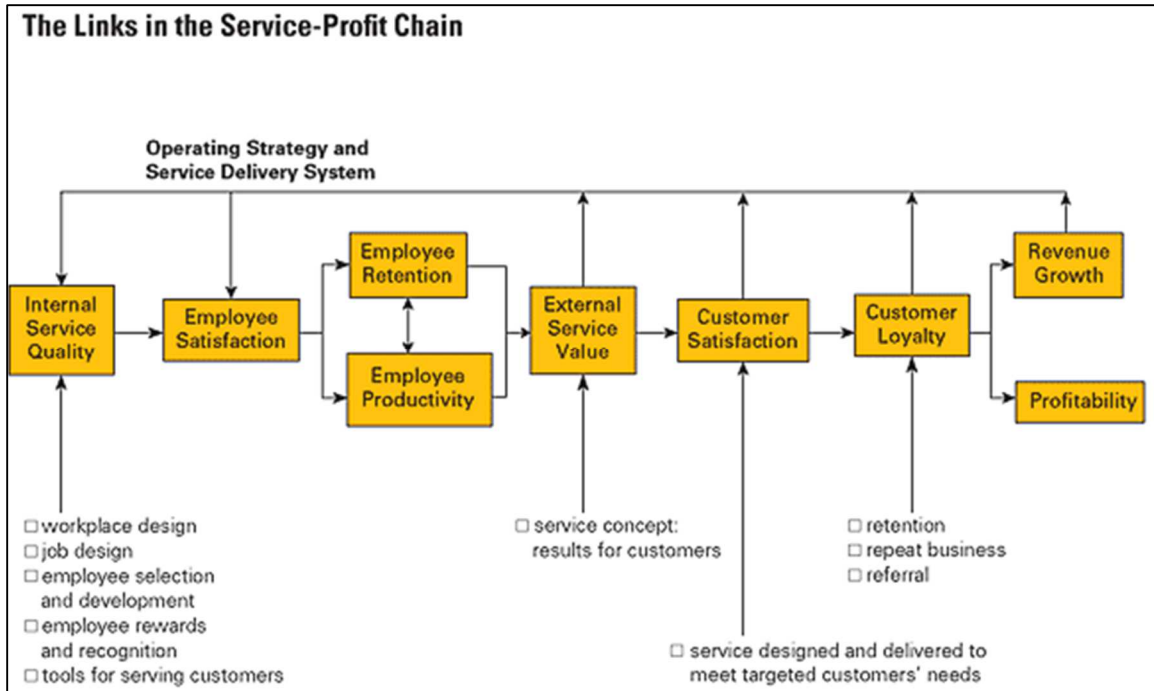 The Links in the Service-Profit Chain
Operating Strategy and
Service Delivery System
Internal
Service
Quality
Employee
Satisfaction
Employee
Retention
Employee
Productivity
External
Service
Value
Customer
Satisfaction
Customer
Loyalty
Revenue
Growth
Profitability
□ workplace design
□ job design
□ employee selection
and development
□ employee rewards
and recognition
□ tools for serving customers
□ service concept:
results for customers
□ service designed and delivered to
meet targeted customers' needs
□ retention
□ repeat business
□ referral